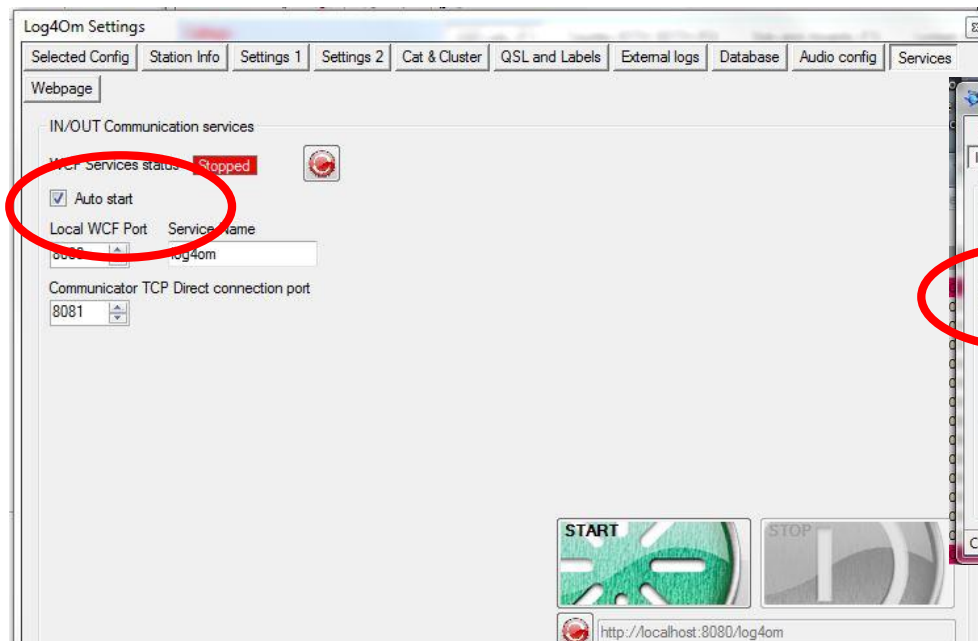 Log4Om Settings
Selected Config Station Info Settings 1 Settings 2 Cat & Cluster QSL and Labels External logs Database Audio config Services
Webpage
IN/OUT Communication services
WCF Services status Stopped
Auto start
Local WCF Port Service Name
log4om
Communicator TCP Direct connection port
8081
START STOP
http://localhost:8080/log4om